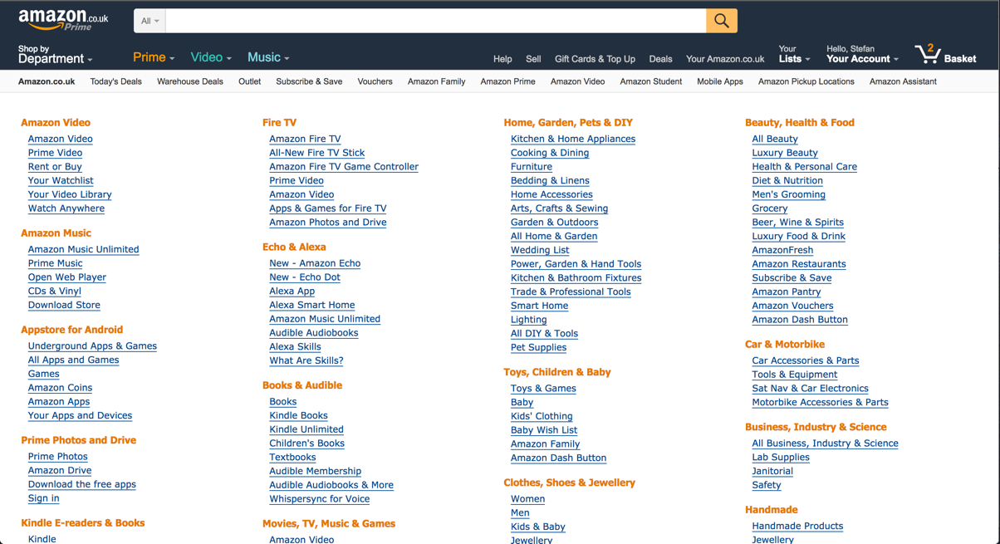 amazon.co.uk
Prime
All
Shop by
Department
Prime
Video
Music
Help
Sell
Gift Cards & Top Up
Deals
Your Amazon.co.uk
Your
Lists
Hello, Stefan
Your Account
2
Basket
Amazon.co.uk
Today's Deals
Warehouse Deals
Outlet
Subscribe & Save
Vouchers
Amazon Family
Amazon Prime
Amazon Video
Amazon Student
Mobile Apps
Amazon Pickup Locations
Amazon Assistant
Amazon Video
Amazon Video
Prime Video
Rent or Buy
Your Watchlist
Your Video Library
Watch Anywhere
Amazon Music
Amazon Music Unlimited
Prime Music
Open Web Player
CDs & Vinyl
Download Store
Appstore for Android
Underground Apps & Games
All Apps and Games
Games
Amazon Coins
Amazon Apps
Your Apps and Devices
Prime Photos and Drive
Prime Photos
Amazon Drive
Download the free apps
Sign in
Kindle E-readers & Books
Kindle
Fire TV
Amazon Fire TV
All-New Fire TV Stick
Amazon Fire TV Game Controller
Prime Video
Amazon Video
Apps & Games for Fire TV
Amazon Photos and Drive
Echo & Alexa
New - Amazon Echo
New - Echo Dot
Alexa App
Alexa Smart Home
Amazon Music Unlimited
Audible Audiobooks
Alexa Skills
What Are Skills?
Books & Audible
Books
Kindle Books
Kindle Unlimited
Children's Books
Textbooks
Audible Membership
Audible Audiobooks & More
Whispersync for Voice
Movies, TV, Music & Games
Amazon Video
Home, Garden, Pets & DIY
Kitchen & Home Appliances
Cooking & Dining
Furniture
Bedding & Linens
Home Accessories
Arts, Crafts & Sewing
Garden & Outdoors
All Home & Garden
Wedding List
Power, Garden & Hand Tools
Kitchen & Bathroom Fixtures
Trade & Professional Tools
Smart Home
Lighting
All DIY & Tools
Pet Supplies
Toys, Children & Baby
Toys & Games
Baby
Kids' Clothing
Baby Wish List
Amazon Family
Amazon Dash Button
Clothes, Shoes & Jewellery
Women
Men
Kids & Baby
Jewellery
Beauty, Health & Food
All Beauty
Luxury Beauty
Health & Personal Care
Diet & Nutrition
Men's Grooming
Grocery
Beer, Wine & Spirits
Luxury Food & Drink
AmazonFresh
Amazon Restaurants
Subscribe & Save
Amazon Pantry
Amazon Vouchers
Amazon Dash Button
Car & Motorbike
Car Accessories & Parts
Tools & Equipment
Sat Nav & Car Electronics
Motorbike Accessories & Parts
Business, Industry & Science
All Business, Industry & Science
Lab Supplies
Janitorial
Safety
Handmade
Handmade Products
Jewellery